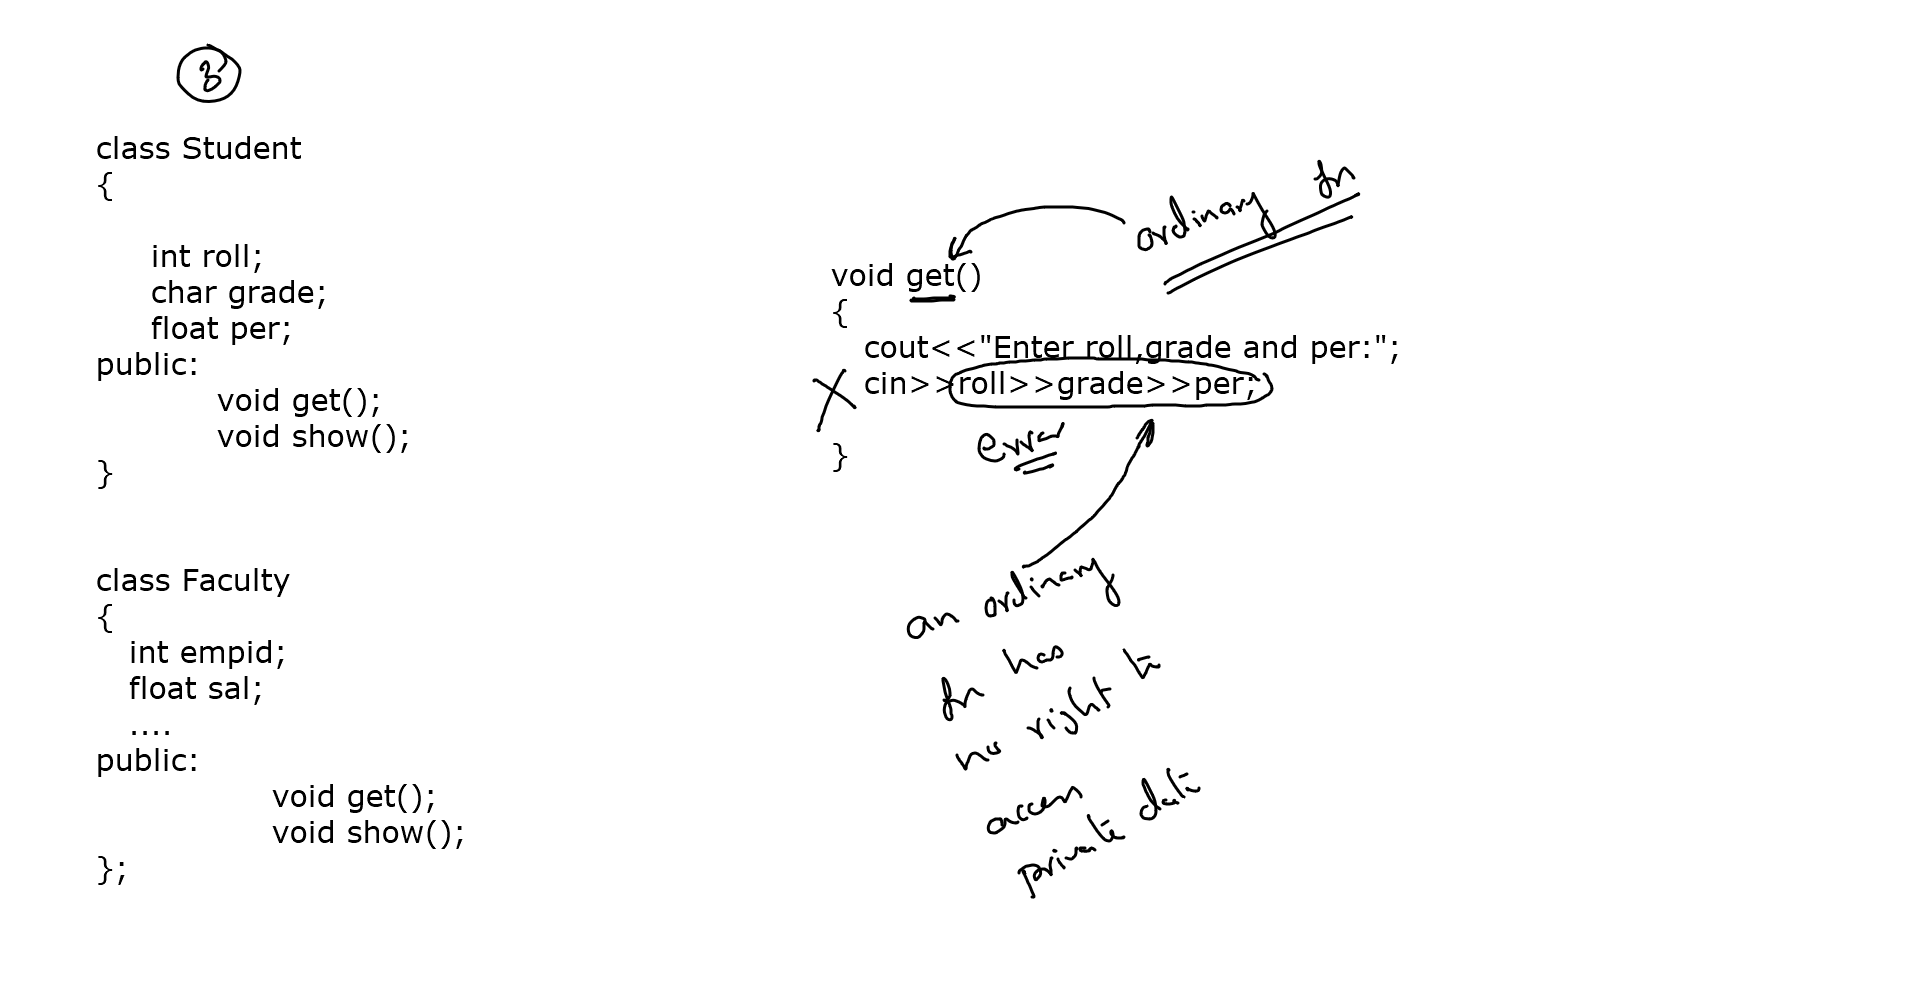 3
class Student
{
int roll;
char grade;
float per;
public:
void get();
void show();
}
class Faculty
{
int empid;
float sal;
....
public:
void get();
void show();
};
ordinary fn
void get()
{
cout<<"Enter roll,grade and per:";
cin>>roll>>grade>>per;
error
}
an ordinary
fn has
no right to
access
private data